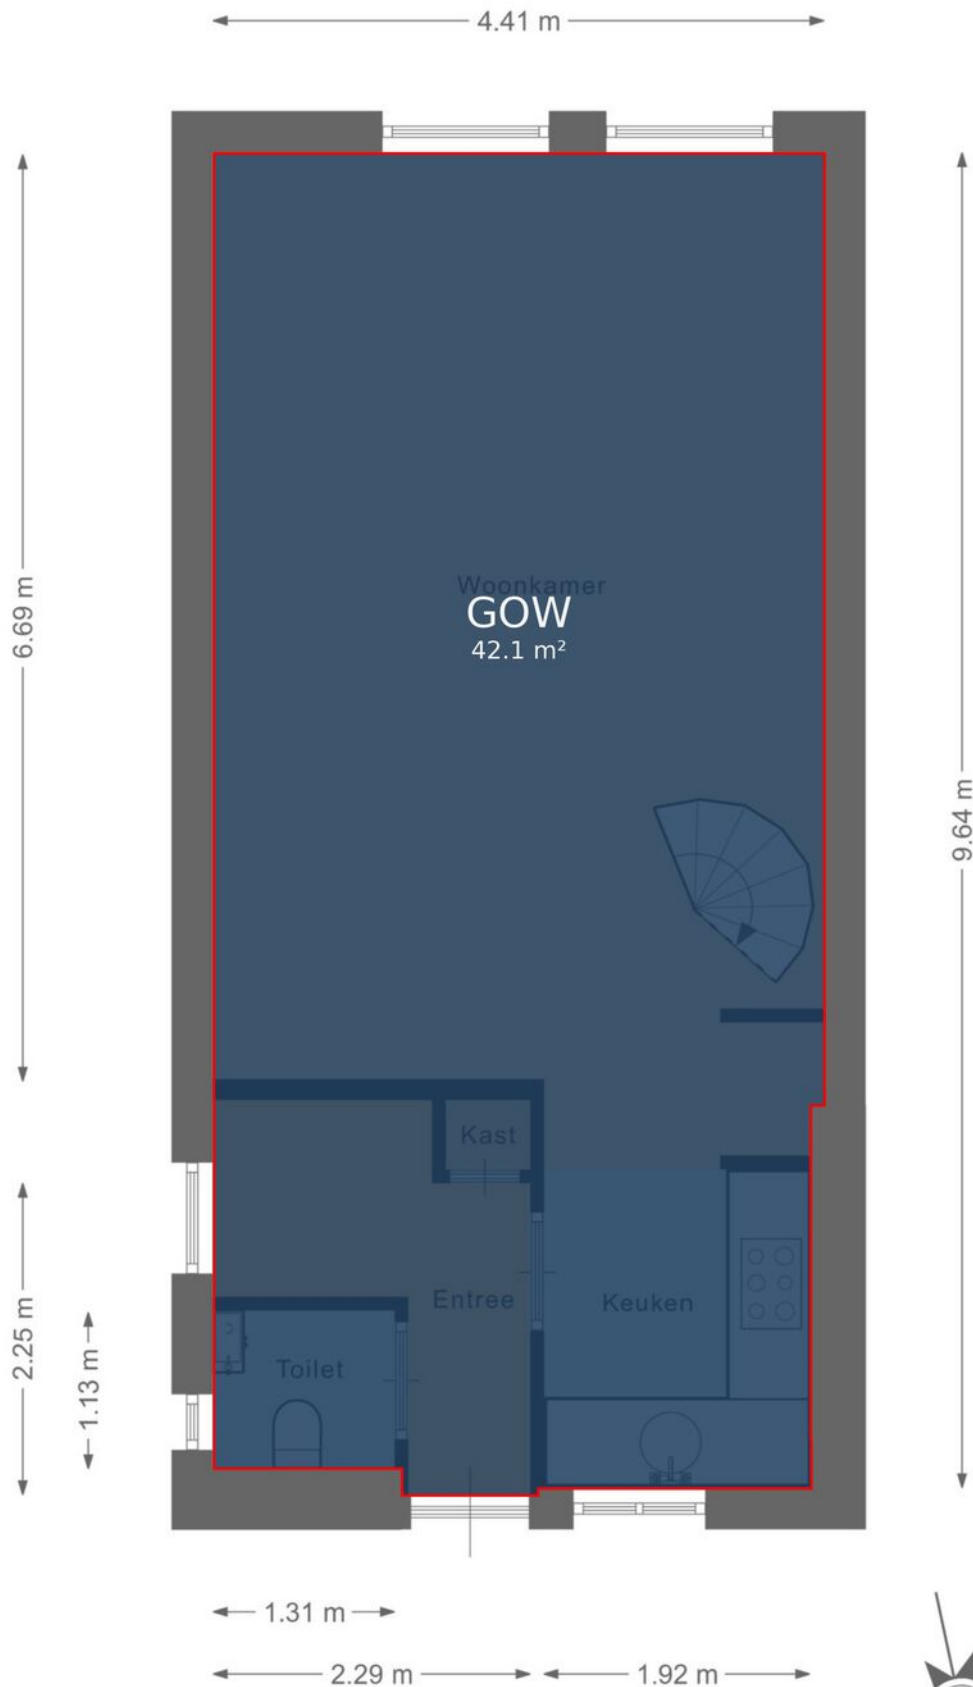 4.41 m
6.69 m
9.64 m
Woonkamer
GOW
42.1 m²
Kast
Entree
Keuken
Toilet
2.25 m
1.13 m
1.31 m
2.29 m
1.92 m